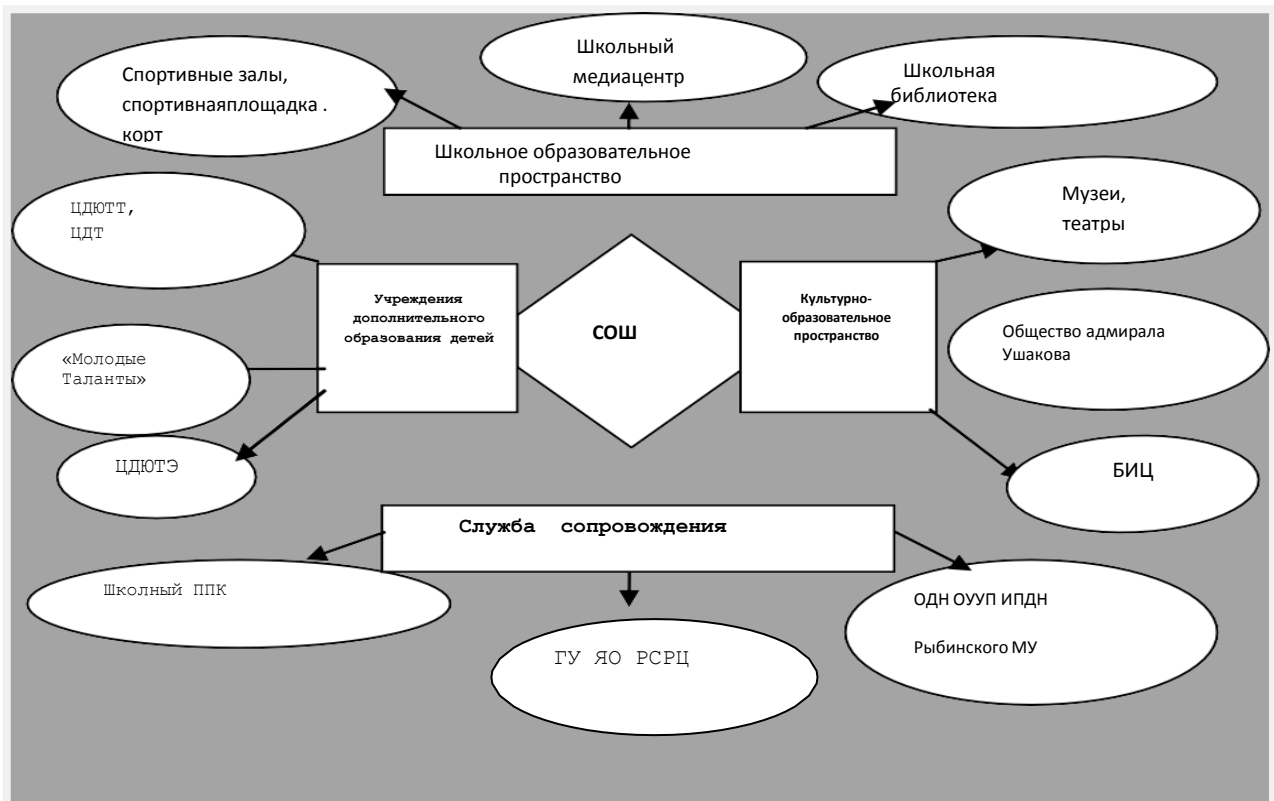 Школьный
медиацентр
Спортивные залы,
спортивнаяплощадка .
корт
Школьная
библиотека
Школьное образовательное
пространство
ЦДЮТТ,
ЦДТ
Музеи,
театры
Учреждения
дополнительного
образования детей
СОШ
Культурно-
образовательное
пространство
Общество адмирала
Ушакова
«Молодые
Таланты»
ЦДЮТЭ
БИЦ
Служба сопровождения
Школный ППК
ОДН ОУУП ИПДН
Рыбинского МУ
ГУ ЯО РСРЦ